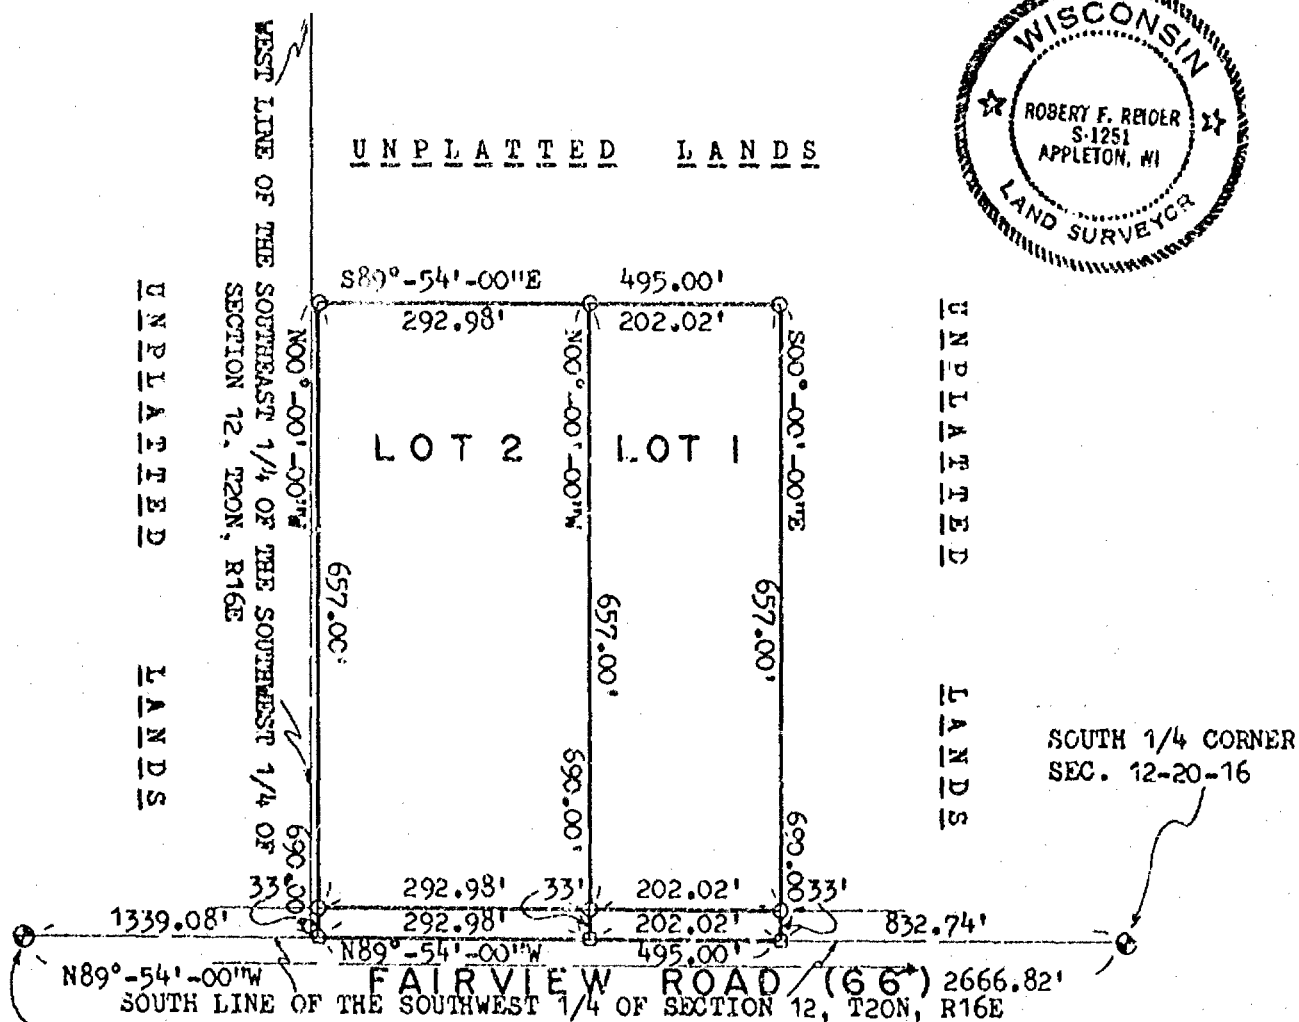 WISCONSIN
ROBERT F. REIDER
S-1251
APPLETON, WI
LAND SURVEYOR
UNPLATTED LANDS
WEST LINE OF THE SOUTHEAST 1/4 OF THE SOUTHWEST 1/4 OF
SECTION 12, T20N, R16E
UNPLATTED LANDS
UNPLATTED LANDS
S89°-54'-00"E 495.00'
292.98' 202.02'
N00°-00'-00"W
N00°-00'-00"W
S00°-00'-00"E
LOT 2 LOT 1
657.00'
657.00'
657.00'
690.00'
690.00'
690.00'
SOUTH 1/4 CORNER
SEC. 12-20-16
33' 292.98' 33' 202.02' 33'
1339.08' 292.98' 202.02' 832.74'
N89°-54'-00"W 495.00'
N89°-54'-00"W FAIRVIEW ROAD (66') 2666.82'
SOUTH LINE OF THE SOUTHWEST 1/4 OF SECTION 12, T20N, R16E